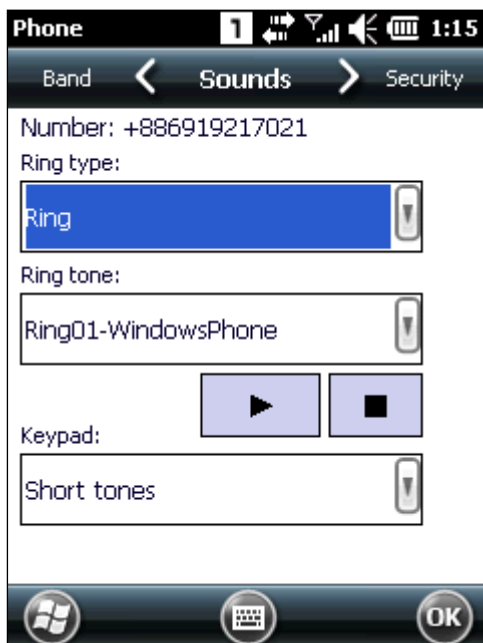 Phone 1 1:15
Band Sounds Security
Number: +886919217021
Ring type:
Ring
Ring tone:
Ring01-WindowsPhone
Keypad:
Short tones
OK